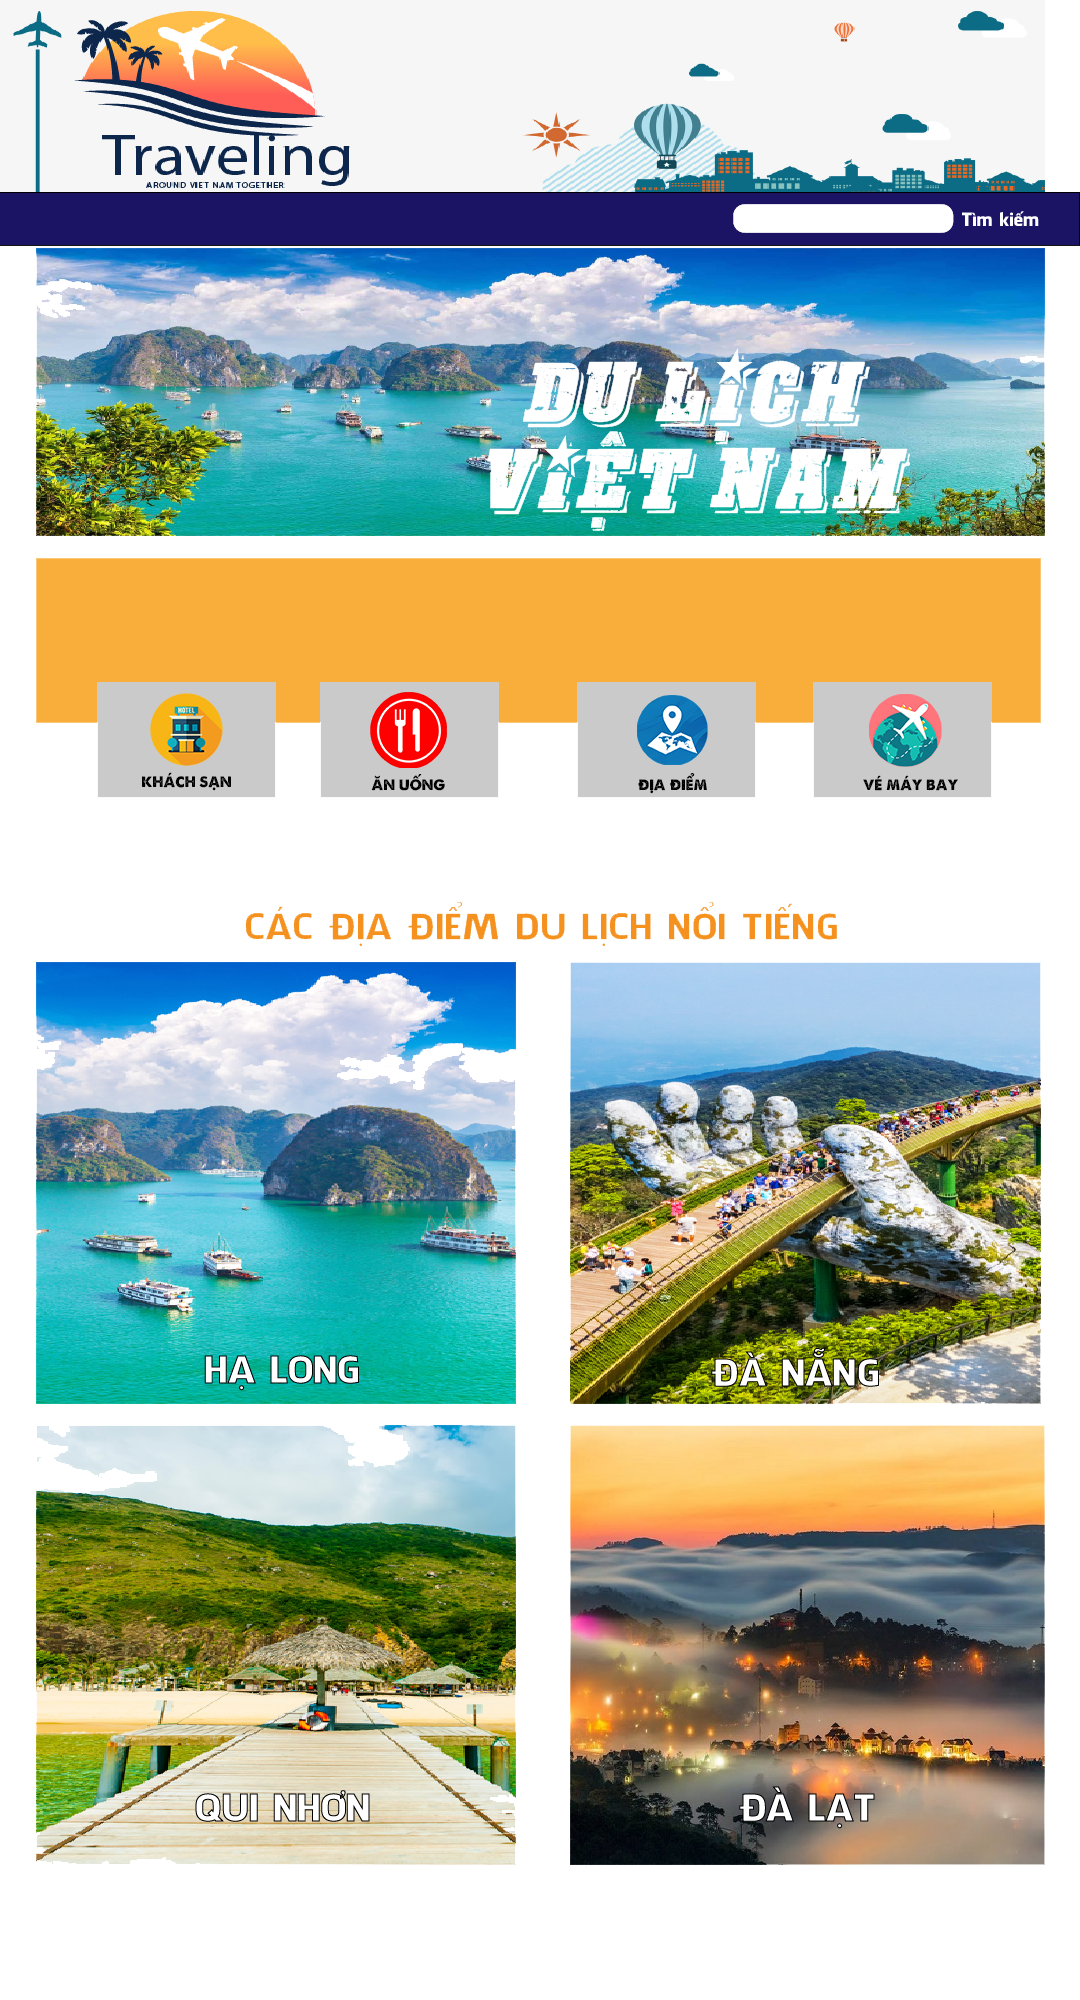 Traveling
AROUND VIET NAM TOGETHER
Tìm kiếm
DU LỊCH
VIỆT NAM
HOTEL
KHÁCH SẠN
ĂN UỐNG
ĐỊA ĐIỂM
VÉ MÁY BAY
CÁC ĐỊA ĐIỂM DU LỊCH NỔI TIẾNG
HẠ LONG
ĐÀ NẴNG
QUI NHƠN
ĐÀ LẠT